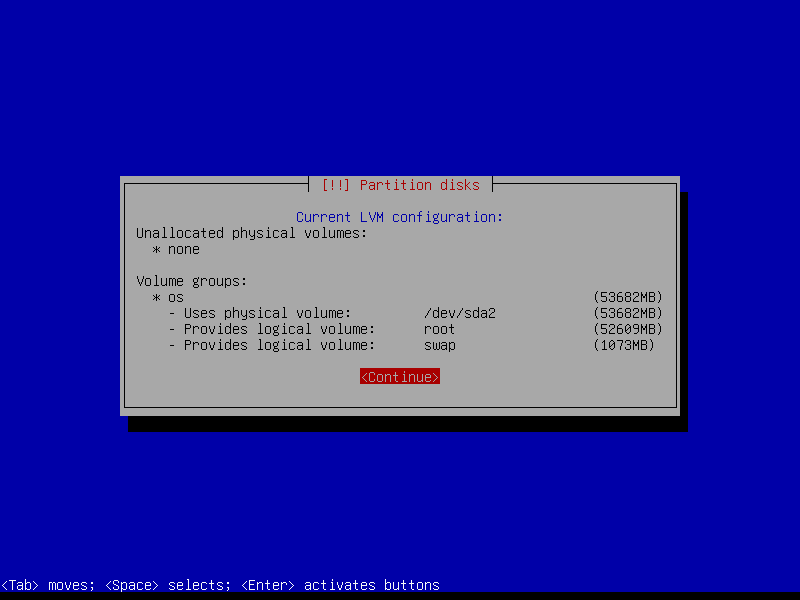 [!!] Partition disks
Current LVM configuration:
Unallocated physical volumes:
* none
Volume groups:
* os (53682MB)
- Uses physical volume: /dev/sda2 (53682MB)
- Provides logical volume: root (52609MB)
- Provides logical volume: swap (1073MB)
<Continue>
<Tab> moves; <Space> selects; <Enter> activates buttons